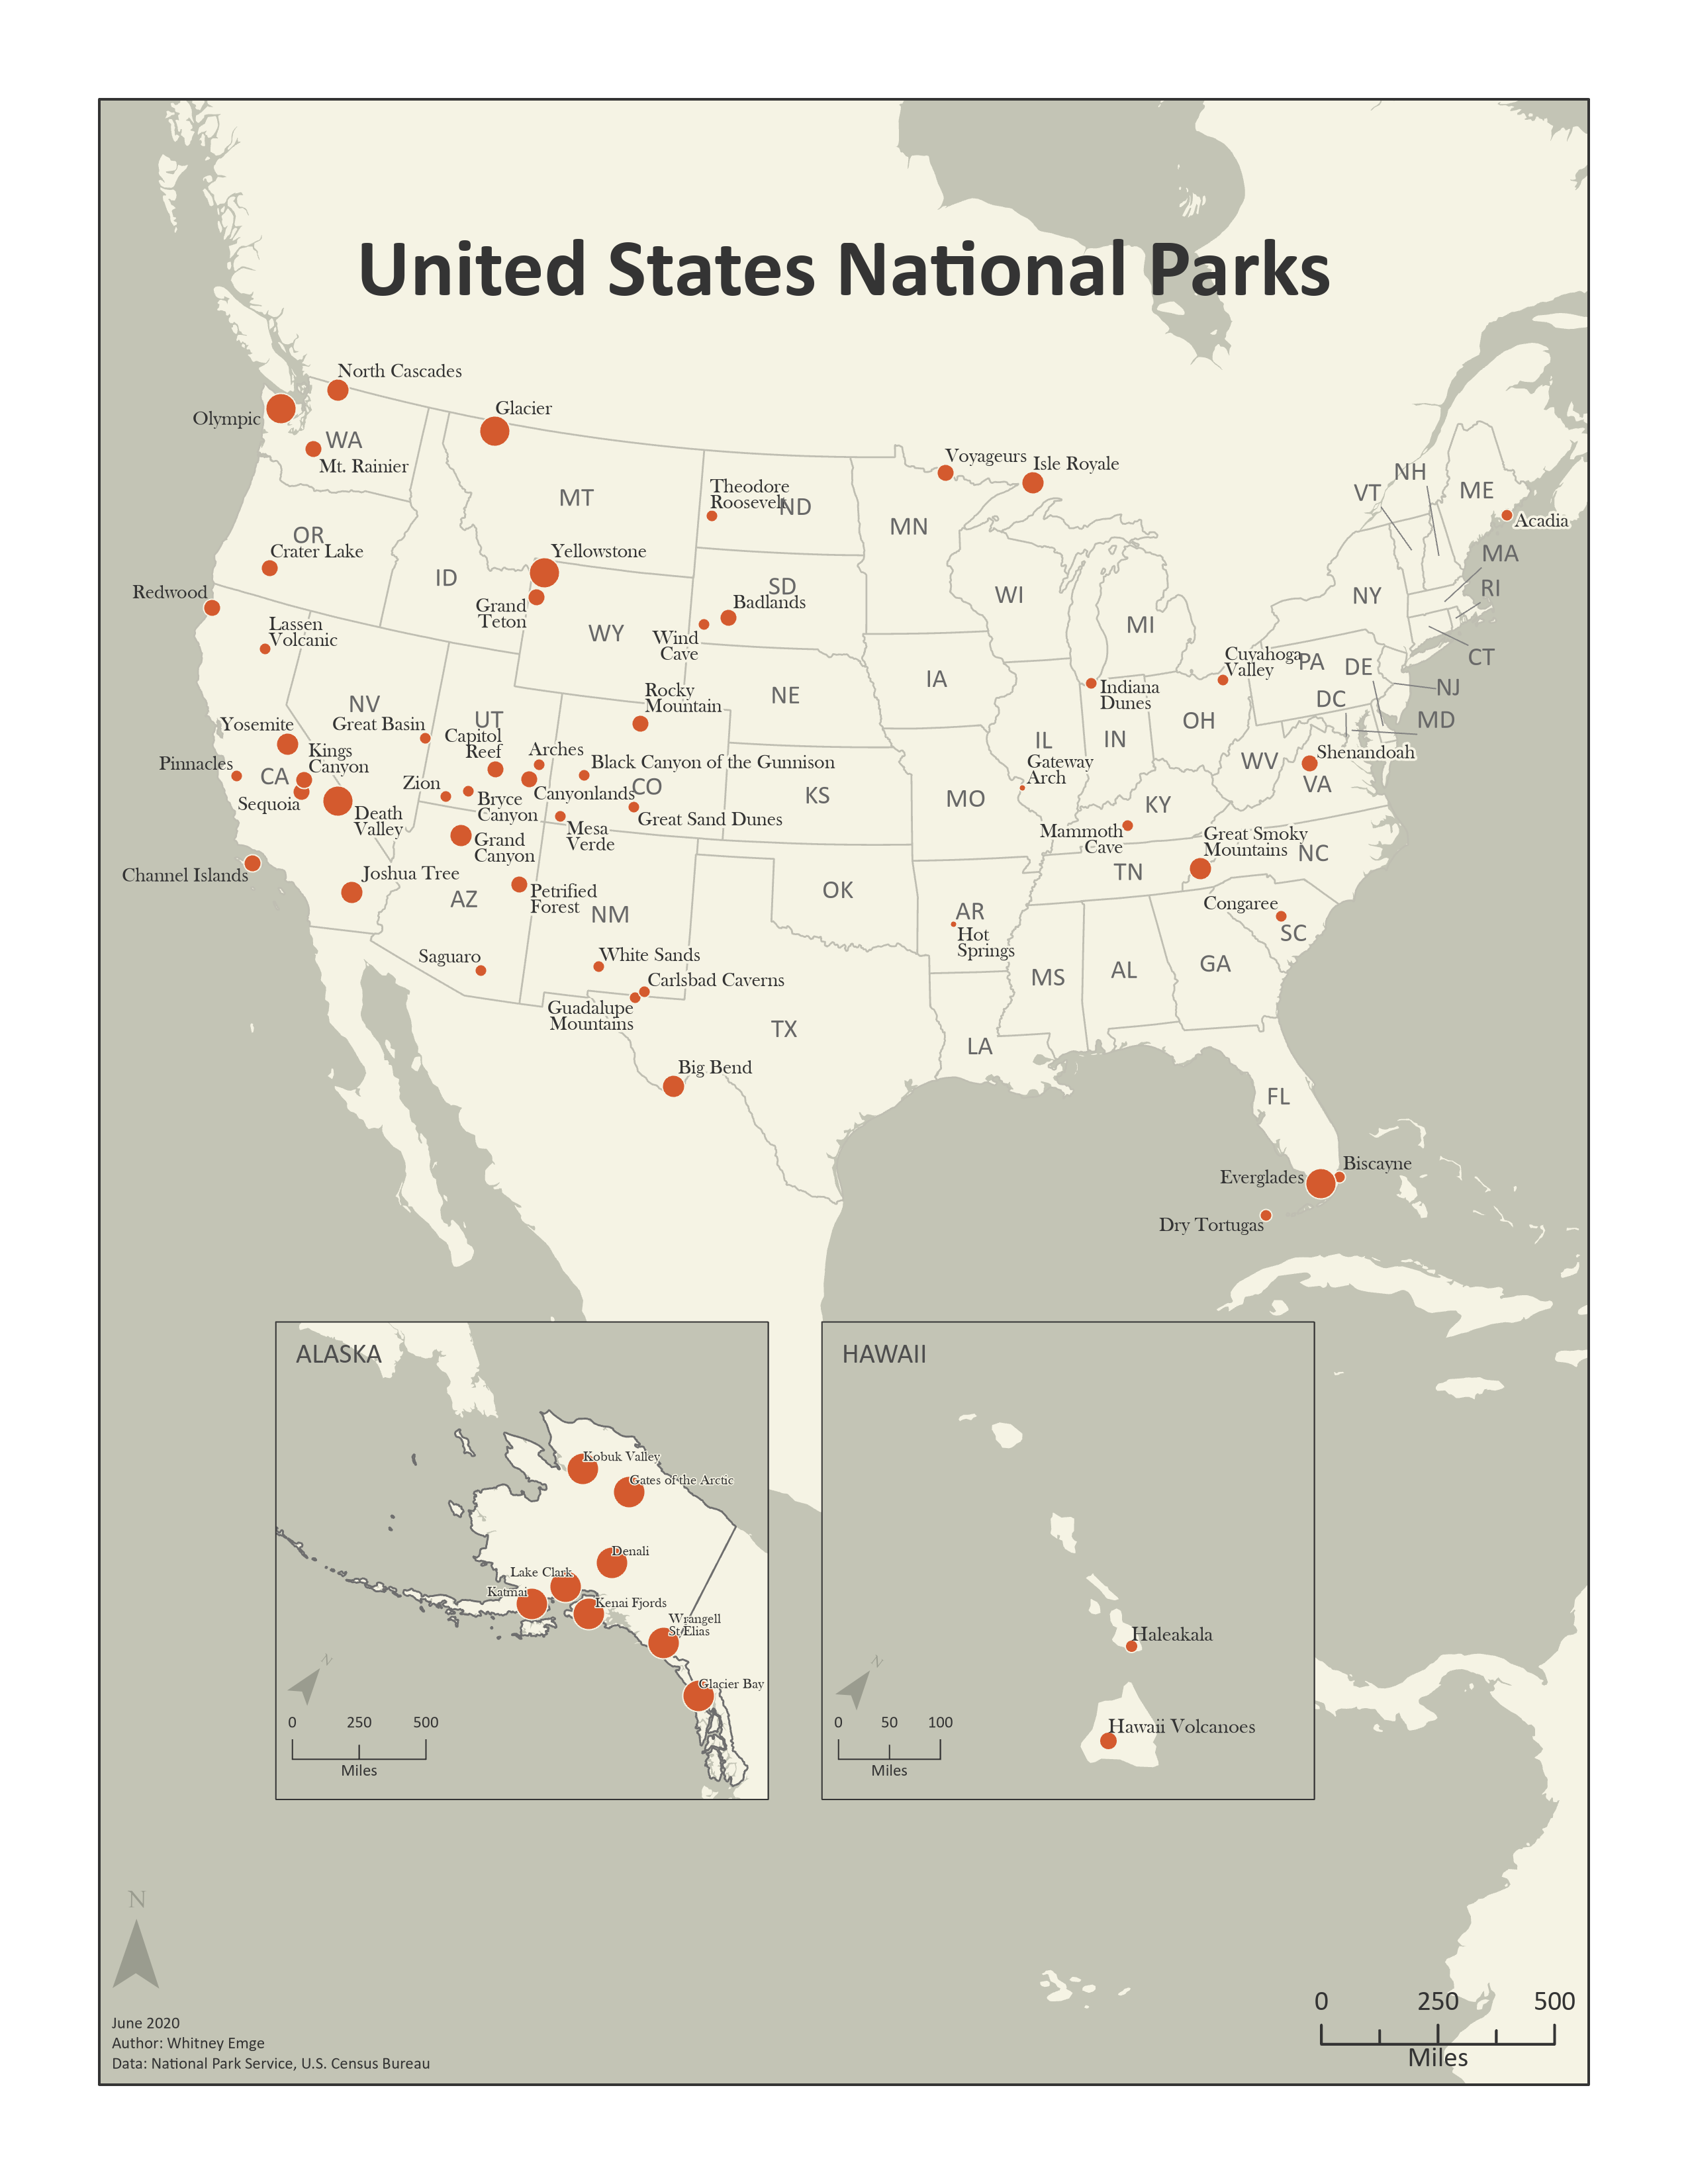 United States National Parks
North Cascades
Olympic
Glacier
WA
Mt. Rainier
Voyageurs
Isle Royale
NH
VT
ME
Theodore
Roosevelt
ND
MT
MN
Acadia
OR
Crater Lake
Yellowstone
MA
ID
SD
RI
Redwood
Grand
Teton
Badlands
WI
NY
Lassen
Volcanic
WY
Wind
Cave
MI
CT
Cuyahoga
Valley
PA
DE
IA
Indiana
Dunes
NJ
Rocky
Mountain
NE
DC
NV
UT
MD
OH
Yosemite
Great Basin
Capitol
Reef
Arches
IL
IN
Kings
Canyon
Black Canyon of the Gunnison
Gateway
Arch
WV
Shenandoah
Pinnacles
CA
Zion
CO
VA
Sequoia
Bryce
Canyon
Canyonlands
KS
MO
KY
Death
Valley
Great Sand Dunes
Mesa
Verde
Mammoth
Cave
Great Smoky
Mountains
NC
Grand
Canyon
Channel Islands
Joshua Tree
TN
AZ
Petrified
Forest
OK
NM
AR
Congaree
Hot
Springs
SC
Saguaro
White Sands
GA
AL
MS
Carlsbad Caverns
Guadalupe
Mountains
TX
LA
Big Bend
FL
Biscayne
Everglades
Dry Tortugas
ALASKA
Kobuk Valley
Gates of the Arctic
Denali
Lake Clark
Katmai
Kenai Fjords
Wrangell
St Elias
Glacier Bay
N
0 250 500
Miles
HAWAII
Haleakala
Hawaii Volcanoes
N
0 50 100
Miles
N
June 2020
Author: Whitney Emge
Data: National Park Service, U.S. Census Bureau
0 250 500
Miles